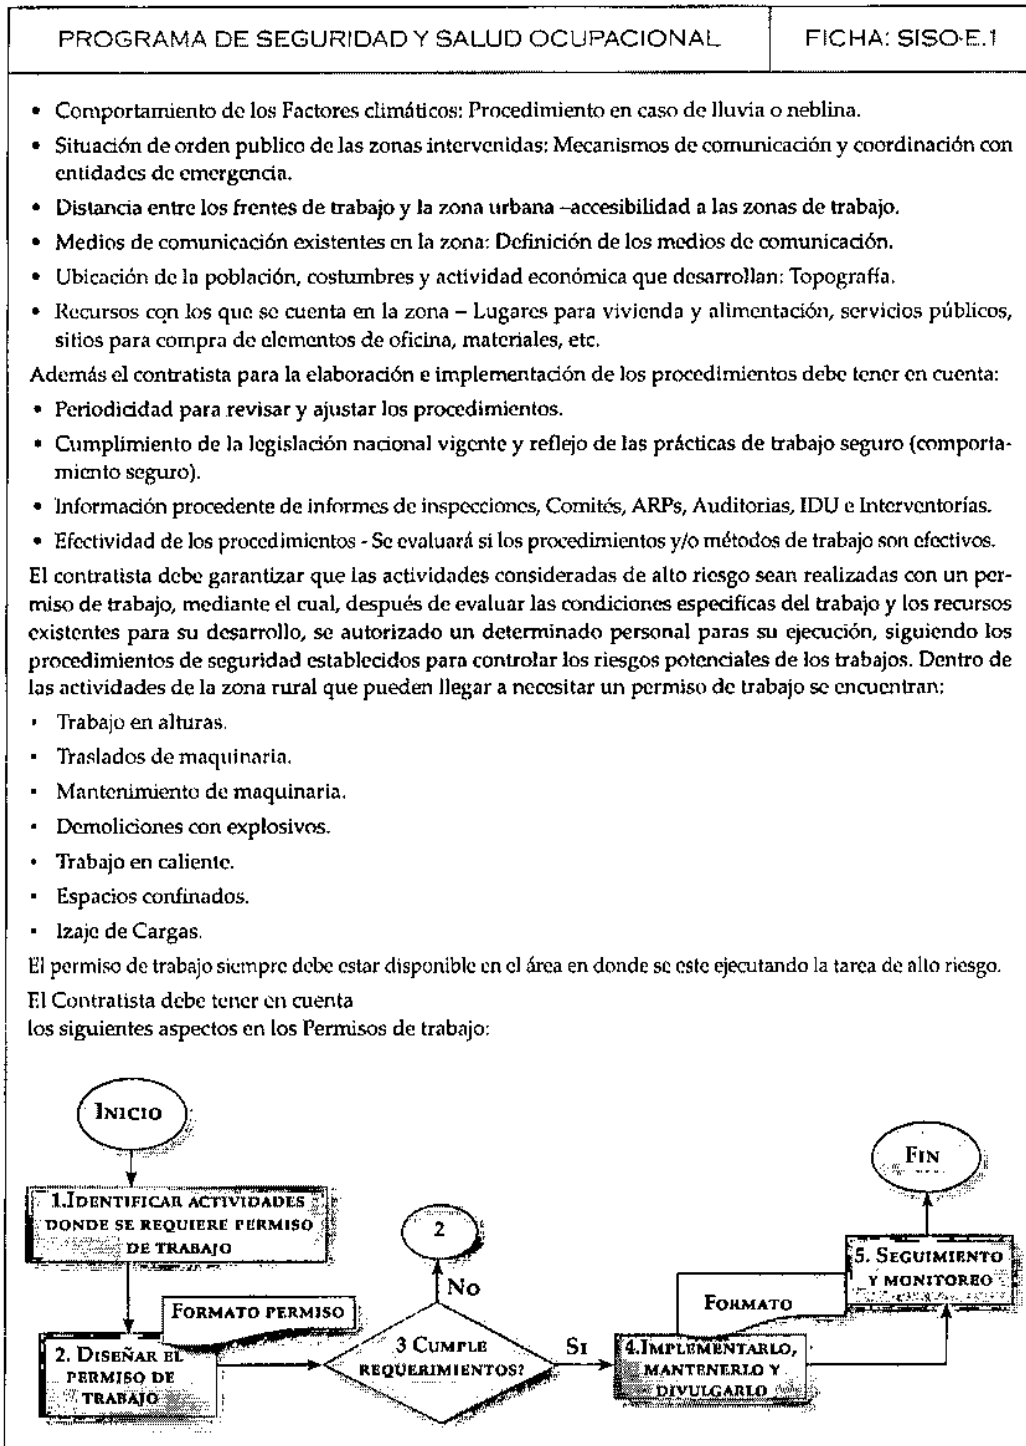 PROGRAMA DE SEGURIDAD Y SALUD OCUPACIONAL
FICHA: SISO-E.1
• Comportamiento de los Factores climáticos: Procedimiento en caso de lluvia o neblina.
• Situación de orden publico de las zonas intervenidas: Mecanismos de comunicación y coordinación con
entidades de emergencia.
• Distancia entre los frentes de trabajo y la zona urbana –accesibilidad a las zonas de trabajo.
• Medios de comunicación existentes en la zona: Definición de los medios de comunicación.
• Ubicación de la población, costumbres y actividad económica que desarrollan: Topografía.
• Recursos con los que se cuenta en la zona – Lugares para vivienda y alimentación, servicios públicos,
sitios para compra de elementos de oficina, materiales, etc.
Además el contratista para la elaboración e implementación de los procedimientos debe tener en cuenta:
• Periodicidad para revisar y ajustar los procedimientos.
• Cumplimiento de la legislación nacional vigente y reflejo de las prácticas de trabajo seguro (comporta-
miento seguro).
• Información procedente de informes de inspecciones, Comités, ARPs, Auditorias, IDU e Interventorías.
• Efectividad de los procedimientos - Se evaluará si los procedimientos y/o métodos de trabajo son efectivos.
El contratista debe garantizar que las actividades consideradas de alto riesgo sean realizadas con un per-
miso de trabajo, mediante el cual, después de evaluar las condiciones especificas del trabajo y los recursos
existentes para su desarrollo, se autorizado un determinado personal paras su ejecución, siguiendo los
procedimientos de seguridad establecidos para controlar los riesgos potenciales de los trabajos. Dentro de
las actividades de la zona rural que pueden llegar a necesitar un permiso de trabajo se encuentran:
▪ Trabajo en alturas.
▪ Traslados de maquinaria.
▪ Mantenimiento de maquinaria.
▪ Demoliciones con explosivos.
▪ Trabajo en caliente.
▪ Espacios confinados.
▪ Izaje de Cargas.
El permiso de trabajo siempre debe estar disponible en el área en donde se este ejecutando la tarea de alto riesgo.
El Contratista debe tener en cuenta
los siguientes aspectos en los Permisos de trabajo:
INICIO
1.IDENTIFICAR ACTIVIDADES
DONDE SE REQUIERE PERMISO
DE TRABAJO
FORMATO PERMISO
2. DISEÑAR EL
PERMISO DE
TRABAJO
2
NO
3 CUMPLE
REQUERIMIENTOS?
SI
FORMATO
4.IMPLEMENTARLO,
MANTENERLO Y
DIVULGARLO
5. SEGUIMIENTO
Y MONITOREO
FIN